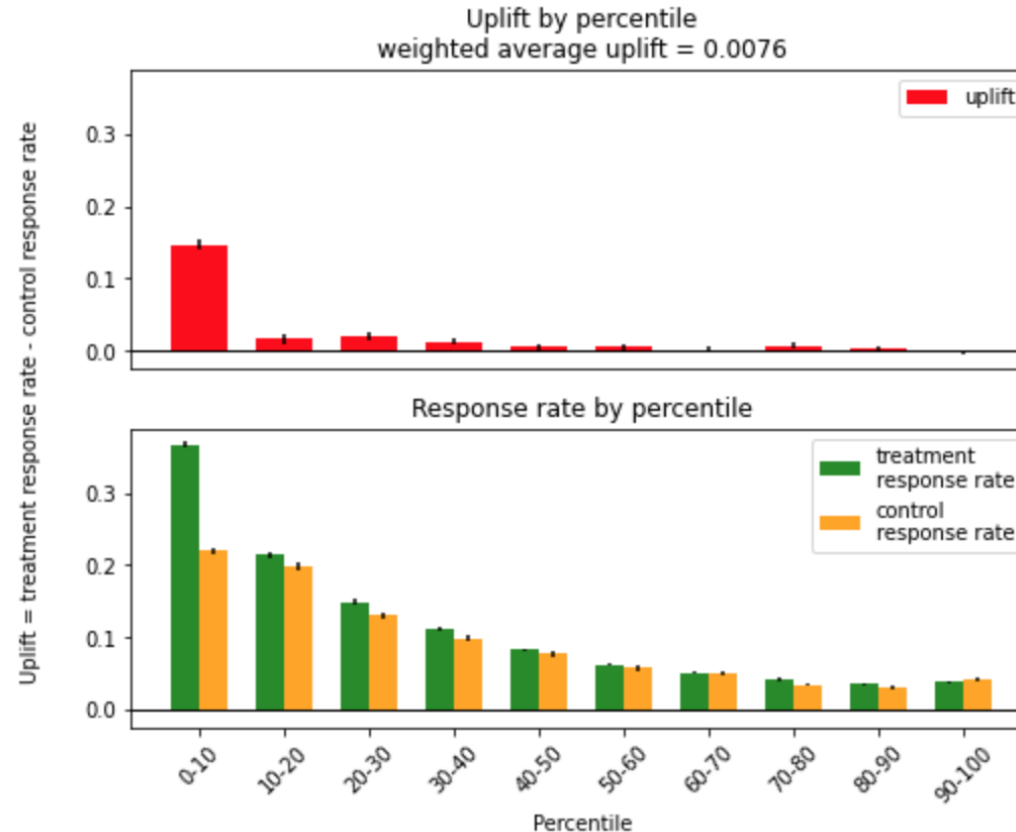 Uplift by percentile
weighted average uplift = 0.0076
uplift
0.3
0.2
0.1
0.0
Uplift = treatment response rate - control response rate
Response rate by percentile
treatment
response rate
control
response rate
0.3
0.2
0.1
0.0
0-10
10-20
20-30
30-40
40-50
50-60
60-70
70-80
80-90
90-100
Percentile